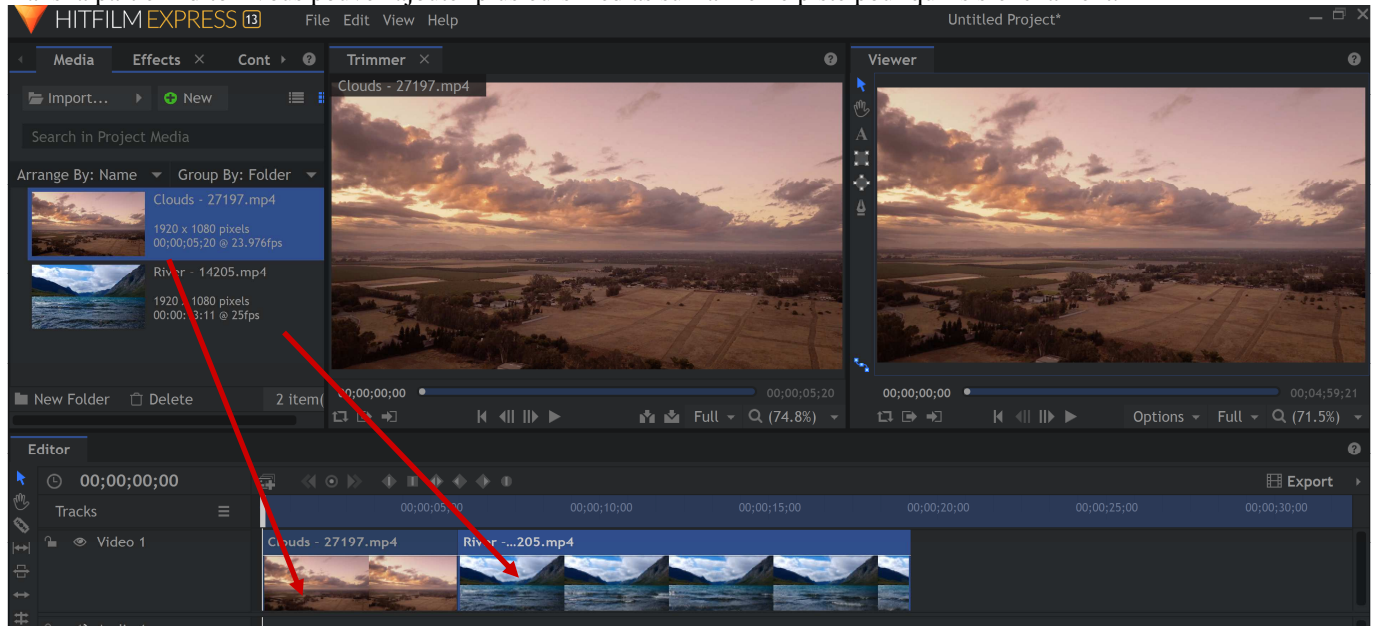 HITFILM EXPRESS 13 File Edit View Help Untitled Project*
Media Effects × Cont
Trimmer ×
Viewer
Import... New
Clouds - 27197.mp4
Search in Project Media
Arrange By: Name Group By: Folder
Clouds - 27197.mp4
1920 x 1080 pixels
00;00;05;20 @ 23.976fps
River - 14205.mp4
1920 x 1080 pixels
@ 25fps
New Folder Delete 2 item(
00;00;00;00 00;00;05;20
Full (74.8%)
00;00;00;00 00;04;59;21
Options Full (71.5%)
Editor
00;00;00;00
Export
Tracks
00;00;05;00 00;00;10;00 00;00;15;00 00;00;20;00 00;00;25;00 00;00;30;00
Video 1
Clouds - 27197.mp4 River -...205.mp4